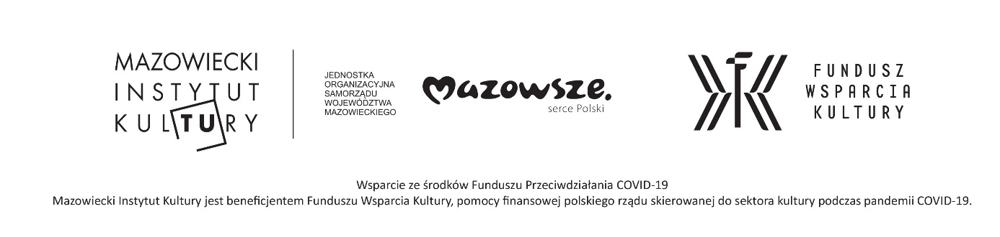 MAZOWIECKI
INSTYTUT
KULTURY
JEDNOSTKA
ORGANIZACYJNA
SAMORZĄDU
WOJEWÓDZTWA
MAZOWIECKIEGO
mazowsze.
serce Polski
FUNDUSZ
WSPARCIA
KULTURY
Wsparcie ze środków Funduszu Przeciwdziałania COVID-19
Mazowiecki Instytut Kultury jest beneficjentem Funduszu Wsparcia Kultury, pomocy finansowej polskiego rządu skierowanej do sektora kultury podczas pandemii COVID-19.